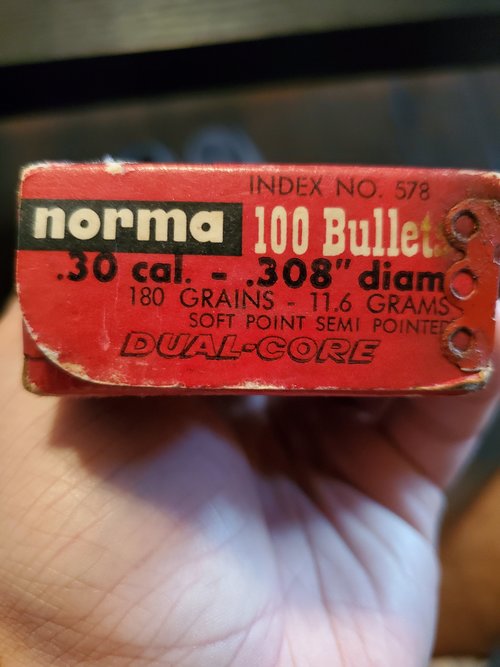 INDEX NO. 578
norma 100 Bullets
.30 cal. - .308" diam
180 GRAINS - 11.6 GRAMS
SOFT POINT SEMI POINTED
DUAL-CORE